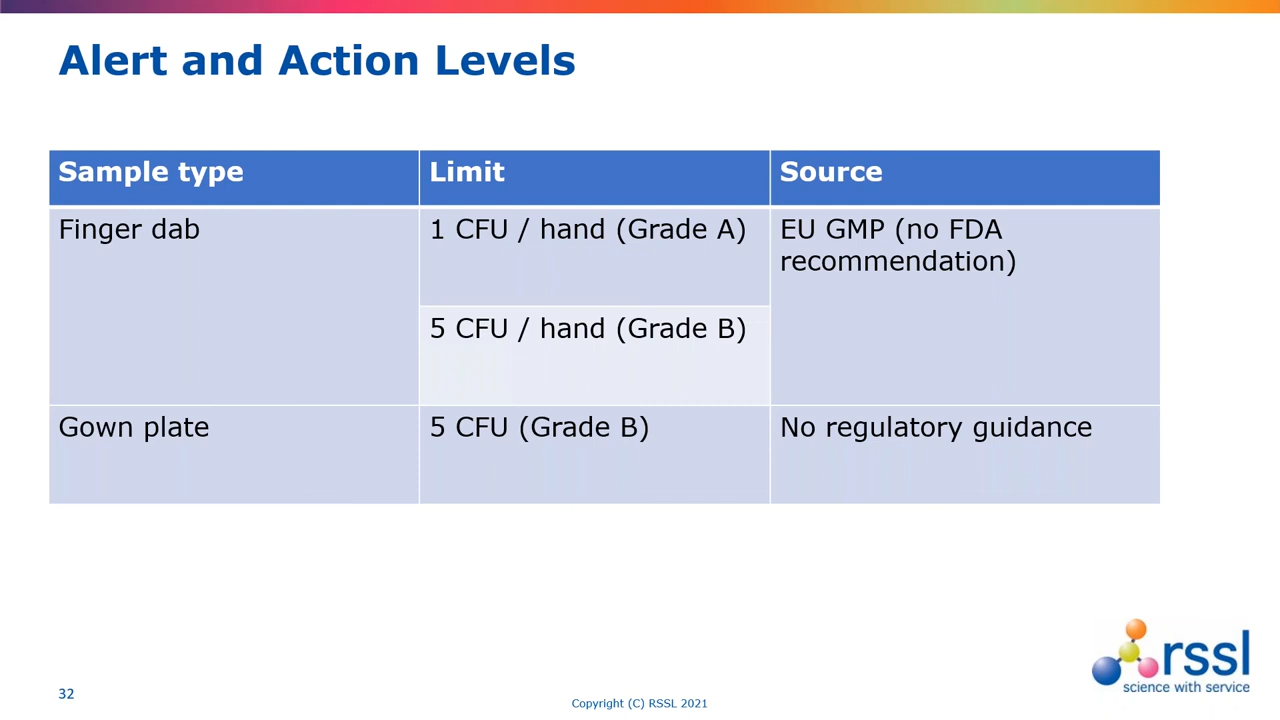 Alert and Action Levels
Sample type
Limit
Source
Finger dab
1 CFU / hand (Grade A)
EU GMP (no FDA
recommendation)
5 CFU / hand (Grade B)
Gown plate
5 CFU (Grade B)
No regulatory guidance
rssl
science with service
32
Copyright (C) RSSL 2021